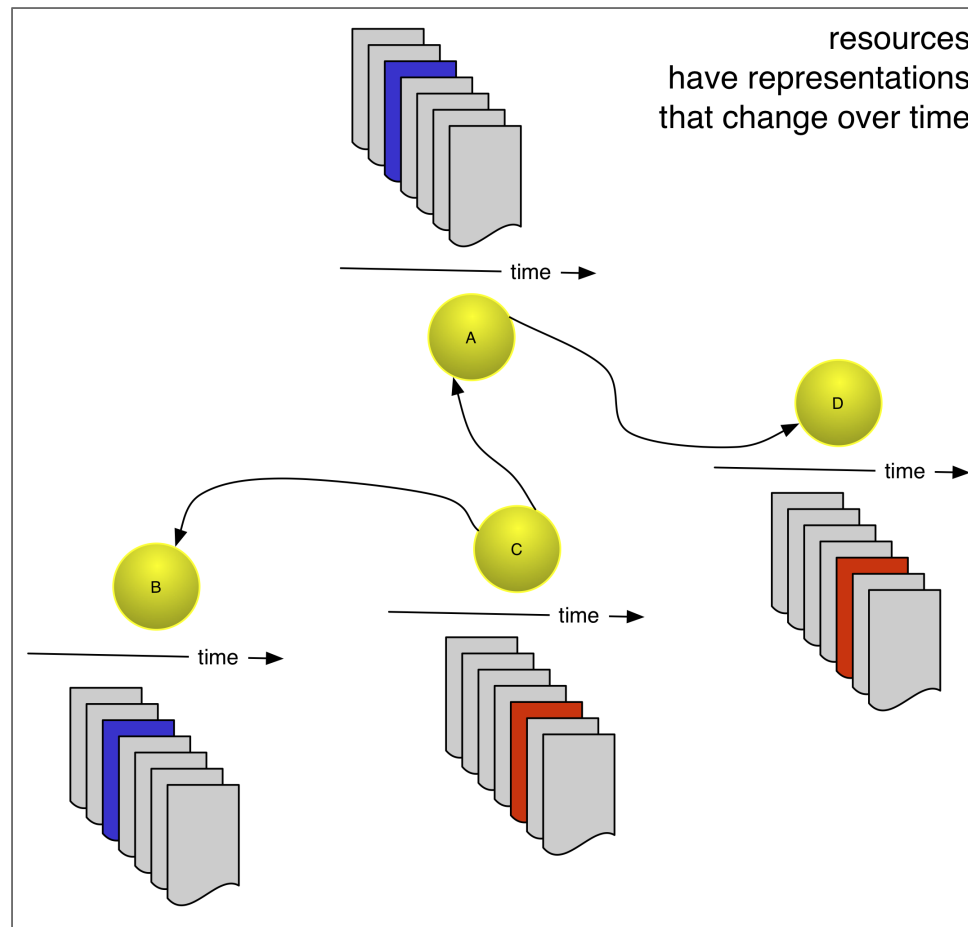 resources
have representations
that change over time
time
A
D
time
C
B
time
time